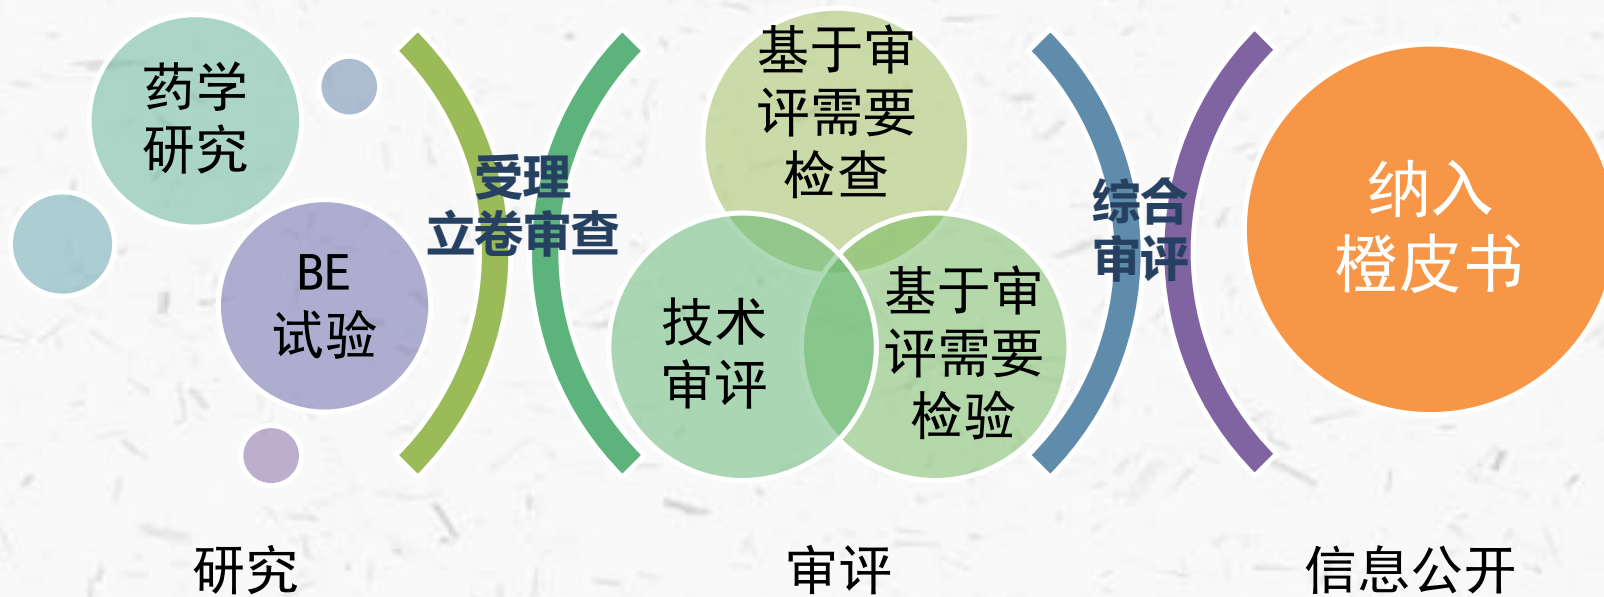 药学
研究
BE
试验
受理
立卷审查
基于审
评需要
检查
技术
审评
基于审
评需要
检验
综合
审评
纳入
橙皮书
研究
审评
信息公开